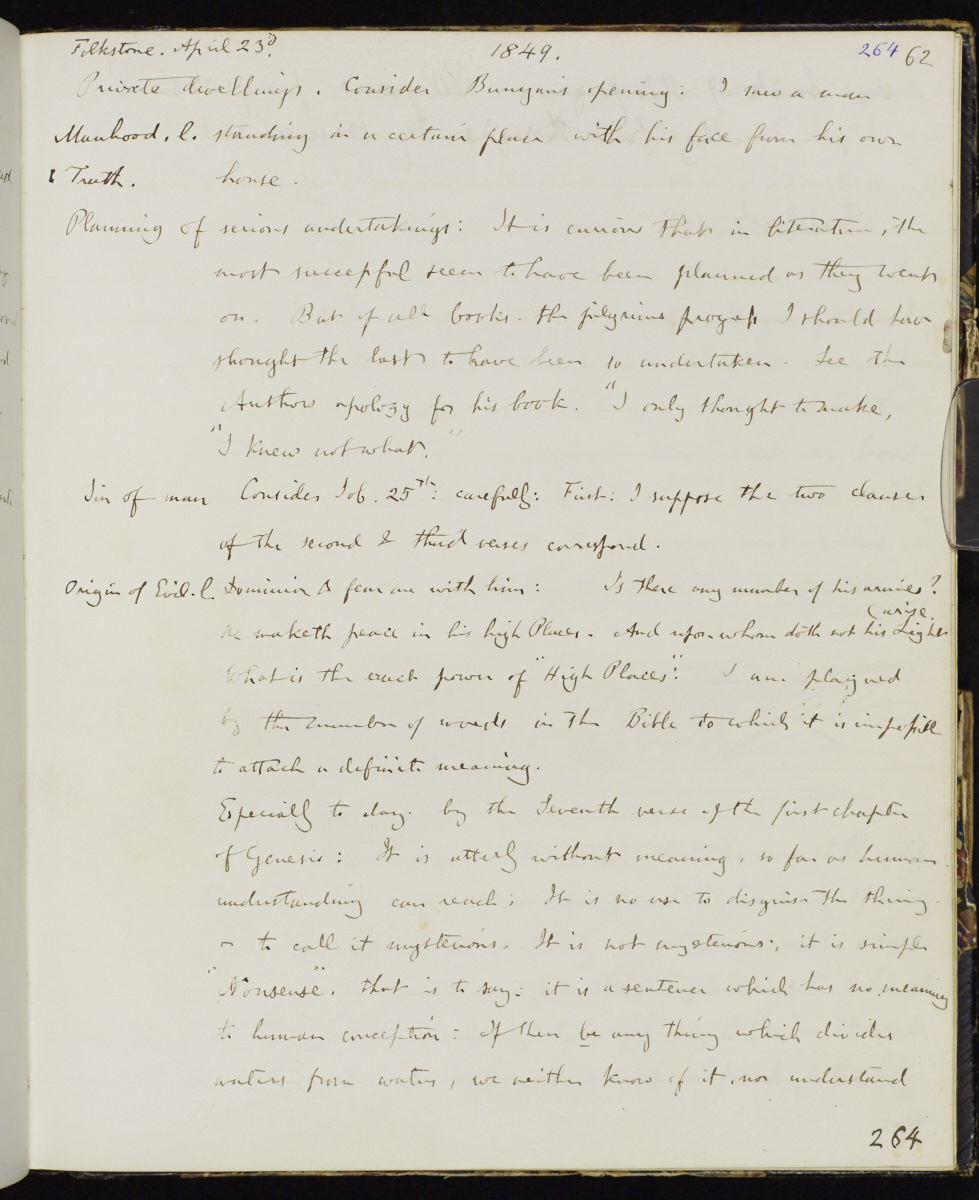 Folkstone. April 23d. 1849. 264 62
Private dwellings. Consider Bunyans opening: I saw a man
Manhood. l. standing in a certain place with his face from his own
Truth. house.
Planning of serious undertakings: It is curious that in literature, the
most succesful seem to have been planned as they went
on. But of all books. the pilgrims progress I should have
thought the last to have been so undertaken. See the
Authors apology for his book. "I only thought to make,
"I knew not what."
Sin of man Consider Job. 25th: carefully: First: I suppose the two clauses
of the second & third verses correspond.
Origin of Evil. l. Dominion & fear are with him: Is there any number of his armies?
(arise.
He maketh peace in his high Places. And upon whom doth not his Light
What is the exact power of "High Places": I am plagued
by the number of words in the Bible to which it is impossible
to attach a definite meaning.
Especially to day. by the Seventh verse of the first chapter
of Genesis: It is utterly without meaning, so far as human
understanding can reach: It is no use to disguise the thing.
or to call it mysterious. It is not mysterious:, it is simple
"Nonsense". that is to say: it is a sentence which has no meaning
to human conception: If there be any thing which divides
waters from waters, we neither know of it, nor understand
264